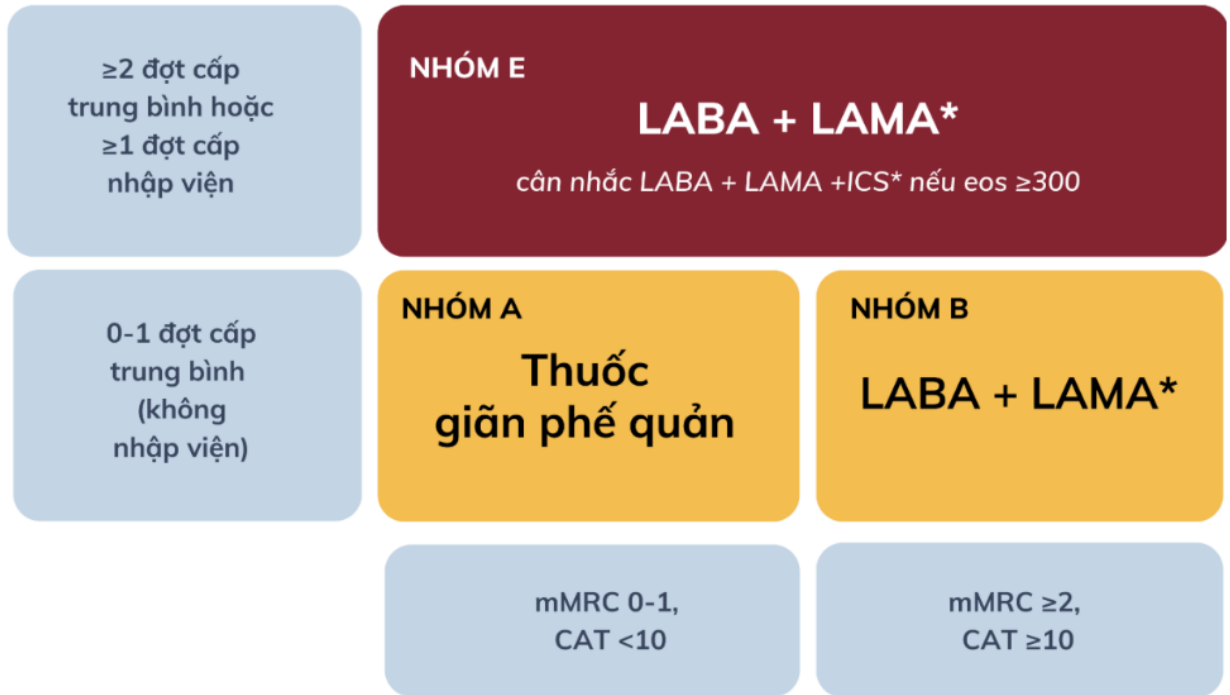 ≥2 đợt cấp
trung bình hoặc
≥1 đợt cấp
nhập viện
NHÓM E
LABA + LAMA*
cân nhắc LABA + LAMA +ICS* nếu eos ≥300
0-1 đợt cấp
trung bình
(không
nhập viện)
NHÓM A
Thuốc
giãn phế quản
NHÓM B
LABA + LAMA*
mMRC 0-1,
CAT <10
mMRC ≥2,
CAT ≥10